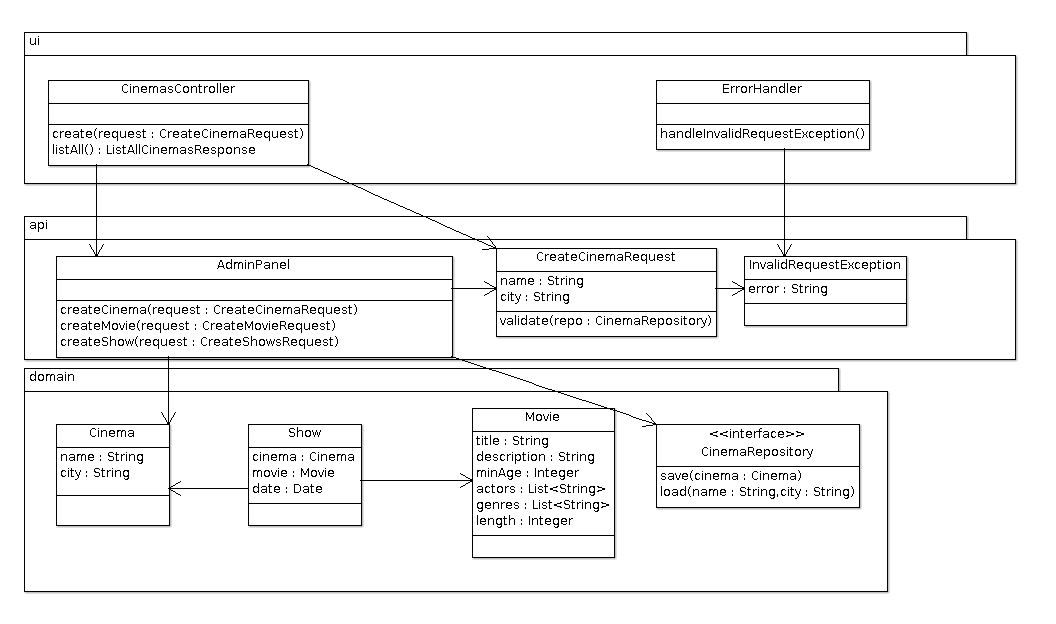 ui
CinemasController
create(request : CreateCinemaRequest)
listAll() : ListAllCinemasResponse
ErrorHandler
handleInvalidRequestException()
api
AdminPanel
createCinema(request : CreateCinemaRequest)
createMovie(request : CreateMovieRequest)
createShow(request : CreateShowsRequest)
CreateCinemaRequest
name : String
city : String
validate(repo : CinemaRepository)
InvalidRequestException
error : String
domain
Cinema
name : String
city : String
Show
cinema : Cinema
movie : Movie
date : Date
Movie
title : String
description : String
minAge : Integer
actors : List<String>
genres : List<String>
length : Integer
<<interface>>
CinemaRepository
save(cinema : Cinema)
load(name : String,city : String)